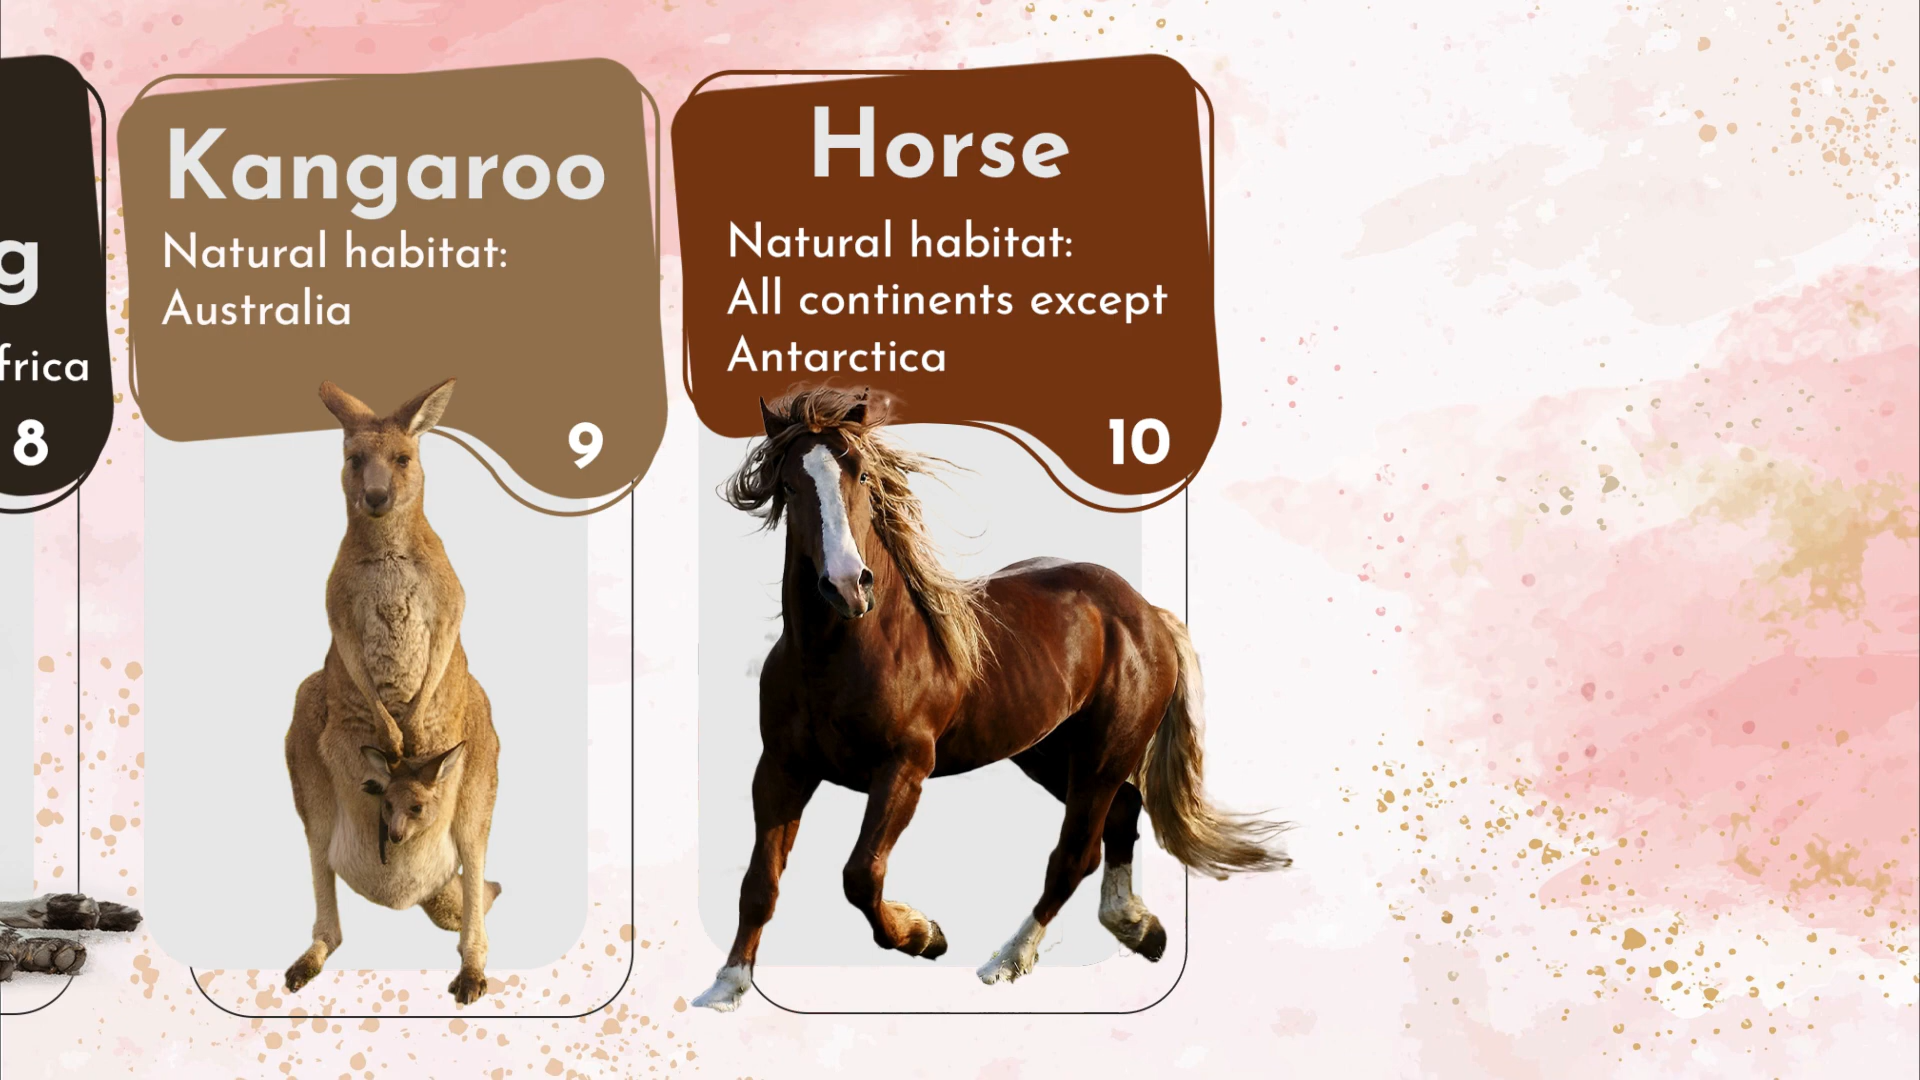 g
frica
8
Kangaroo
Natural habitat:
Australia
9
Horse
Natural habitat:
All continents except
Antarctica
10